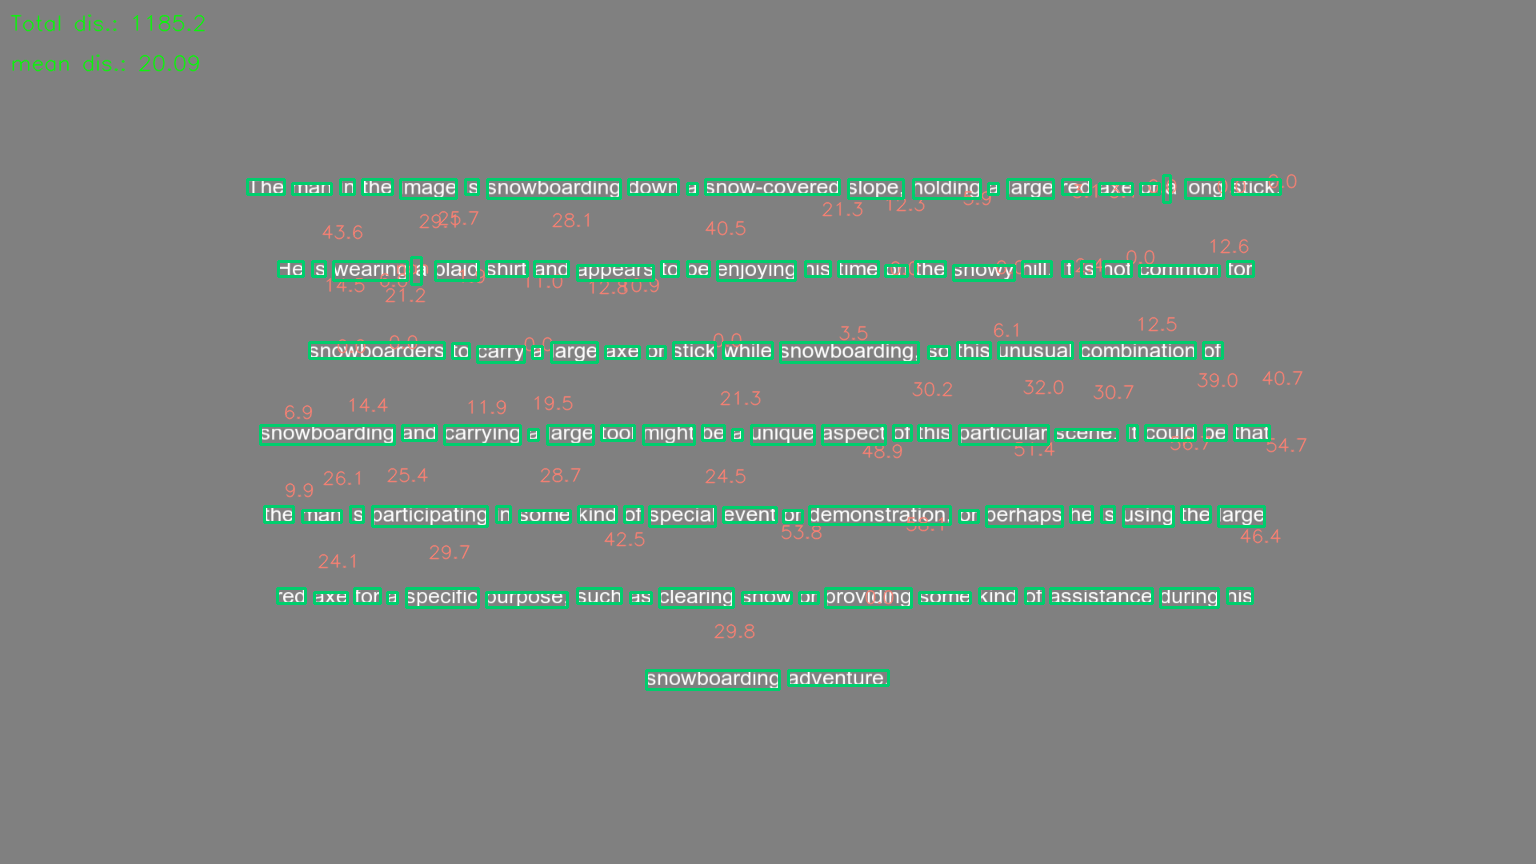 Total dis.: 1185.2
mean dis.: 20.09
The man in the image is snowboarding down a snow-covered slope, holding a large red axe or a long stick.
43.6 29.1 25.7 28.1 40.5 21.3 12.3 5.9 12.6
He is wearing a plaid shirt and appears to be enjoying his time on the snowy hill. It is not common for
14.5 21.2 11.0 12.8 10.9 0.0
snowboarders to carry a large axe or stick while snowboarding, so this unusual combination of
0.0 0.0 0.0 3.5 6.1 12.5
6.9 14.4 11.9 19.5 21.3 30.2 32.0 30.7 39.0 40.7
snowboarding and carrying a large tool might be a unique aspect of this particular scene. It could be that
9.9 26.1 25.4 28.7 24.5 48.9 51.4 56.7 54.7
the man is participating in some kind of special event or demonstration, or perhaps he is using the large
24.1 29.7 42.5 53.8 46.4
red axe for a specific purpose, such as clearing snow or providing some kind of assistance during his
29.8
snowboarding adventure.